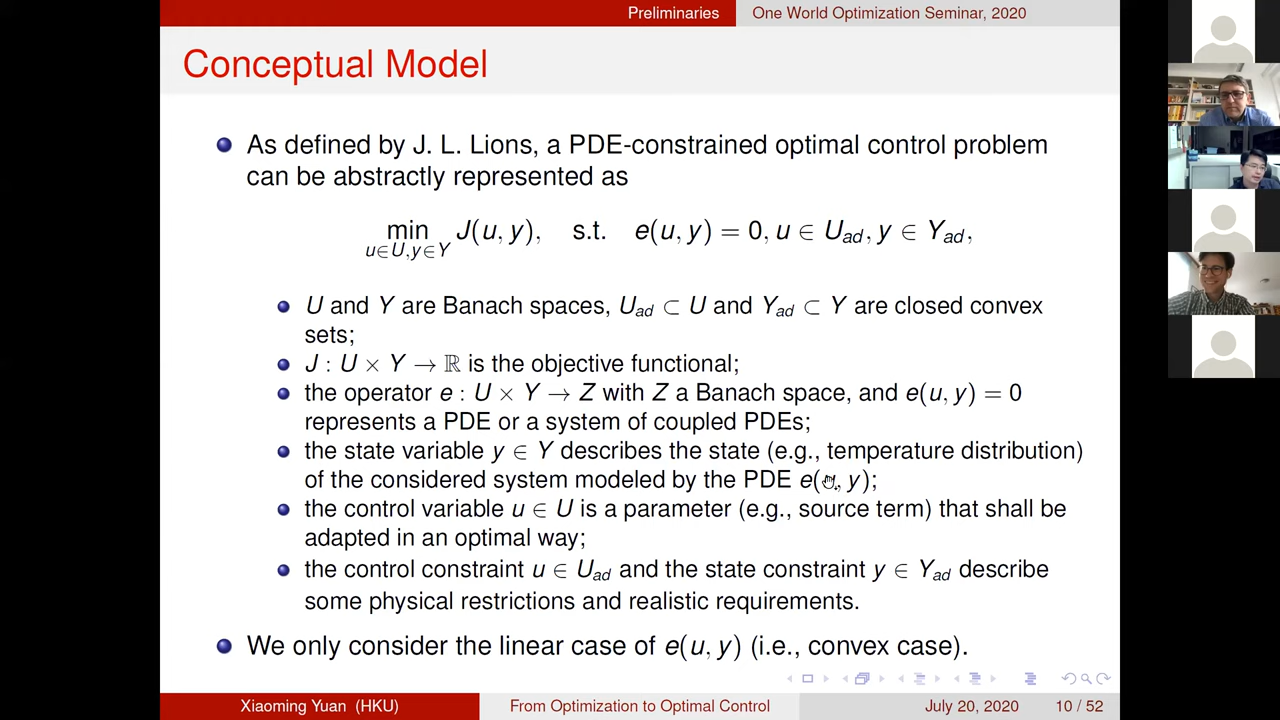 Preliminaries One World Optimization Seminar, 2020
Conceptual Model
As defined by J. L. Lions, a PDE-constrained optimal control problem
can be abstractly represented as
min J(u, y), s.t. e(u, y) = 0, u ∈ U_ad, y ∈ Y_ad,
u∈U,y∈Y
U and Y are Banach spaces, U_ad ⊂ U and Y_ad ⊂ Y are closed convex
sets;
J : U × Y → ℝ is the objective functional;
the operator e : U × Y → Z with Z a Banach space, and e(u, y) = 0
represents a PDE or a system of coupled PDEs;
the state variable y ∈ Y describes the state (e.g., temperature distribution)
of the considered system modeled by the PDE e( , y);
the control variable u ∈ U is a parameter (e.g., source term) that shall be
adapted in an optimal way;
the control constraint u ∈ U_ad and the state constraint y ∈ Y_ad describe
some physical restrictions and realistic requirements.
We only consider the linear case of e(u, y) (i.e., convex case).
Xiaoming Yuan (HKU) From Optimization to Optimal Control July 20, 2020 10 / 52